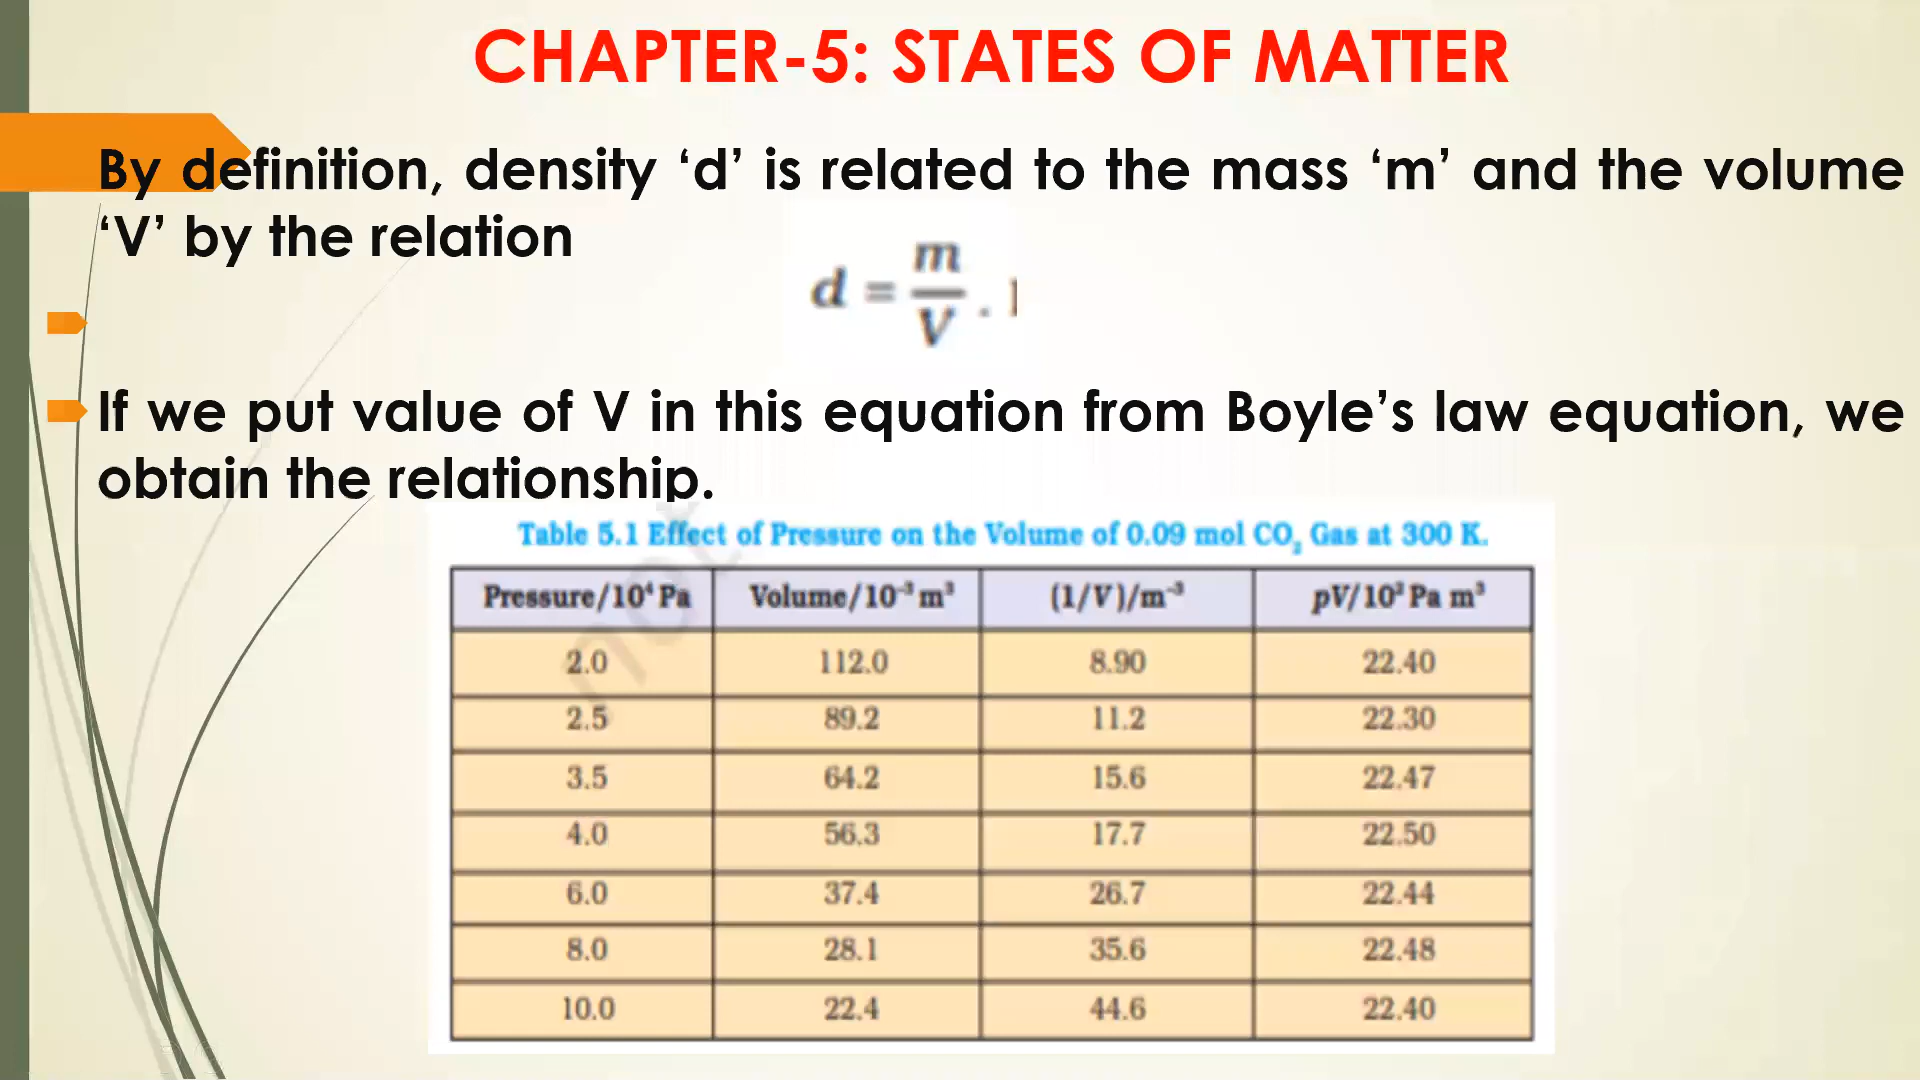 CHAPTER-5: STATES OF MATTER
By definition, density ‘d’ is related to the mass ‘m’ and the volume
‘V’ by the relation
d = m/V .
If we put value of V in this equation from Boyle’s law equation, we
obtain the relationship.
Table 5.1 Effect of Pressure on the Volume of 0.09 mol CO₂ Gas at 300 K.
Pressure/10⁴ Pa Volume/10⁻³ m³ (1/V)/m⁻³ pV/10² Pa m³
2.0 112.0 8.90 22.40
2.5 89.2 11.2 22.30
3.5 64.2 15.6 22.47
4.0 56.3 17.7 22.50
6.0 37.4 26.7 22.44
8.0 28.1 35.6 22.48
10.0 22.4 44.6 22.40
not